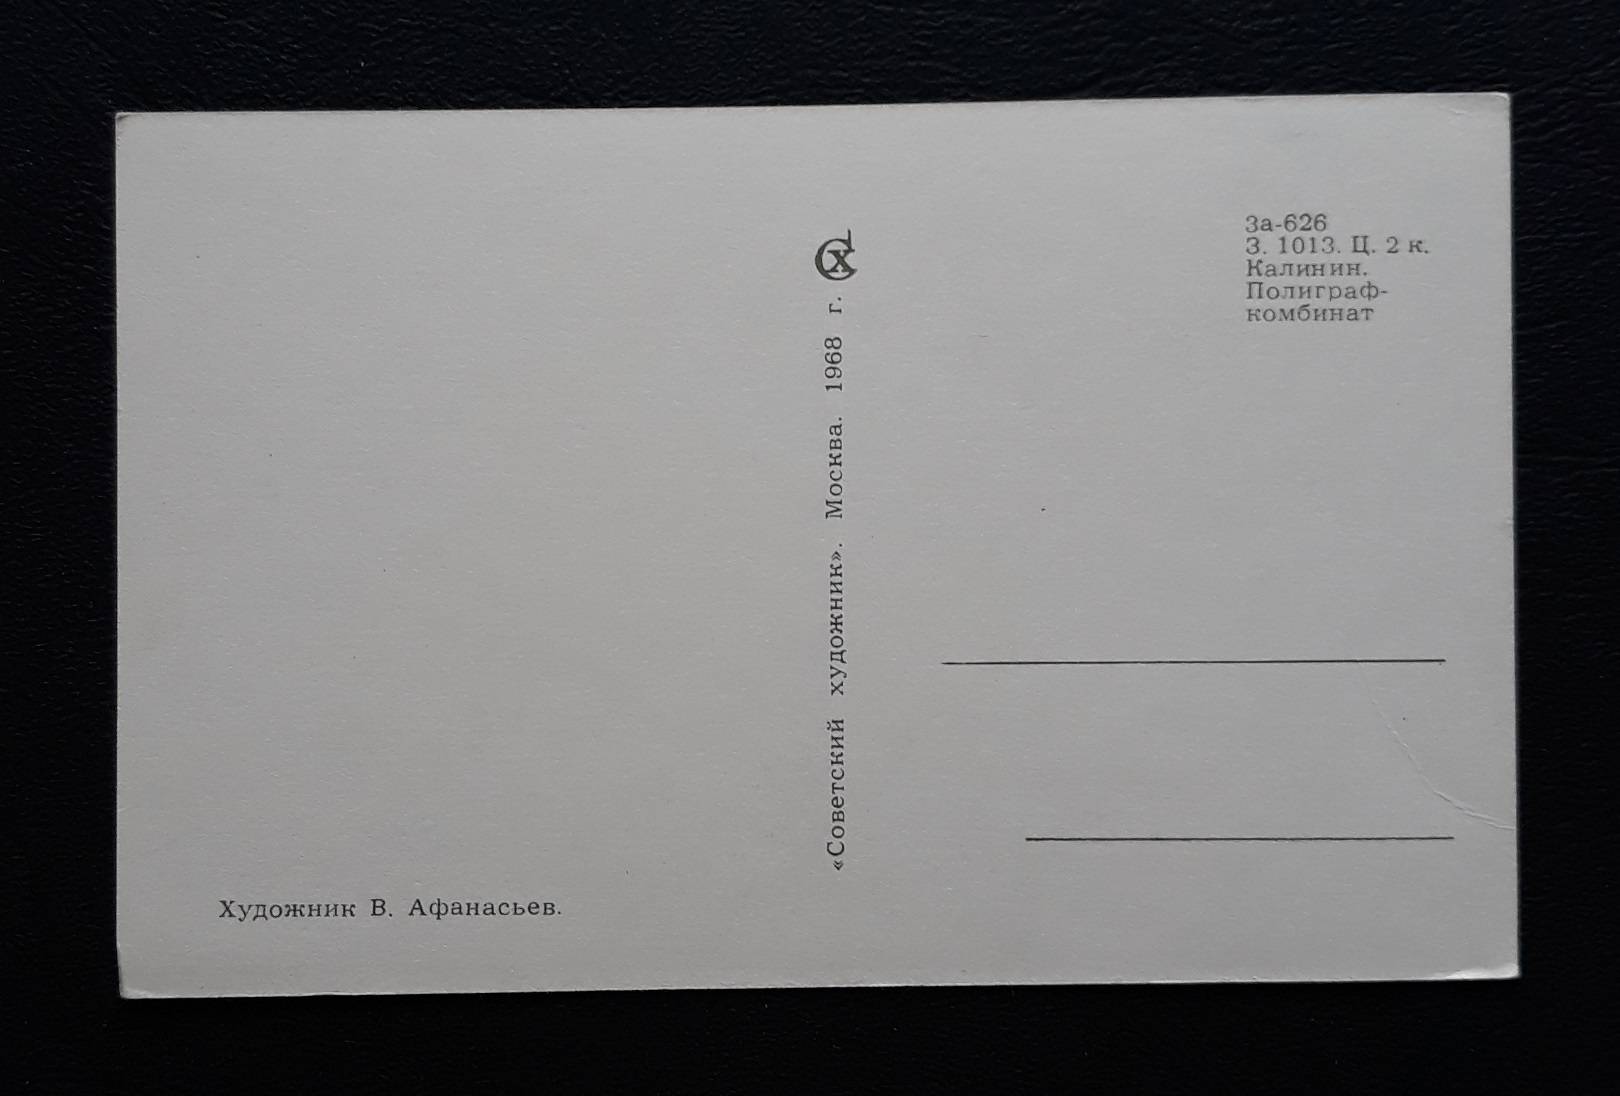 За-626
З. 1013. Ц. 2 к.
Калинин.
Полиграф-
комбинат
«Советский художник». Москва. 1968 г.
Художник В. Афанасьев.